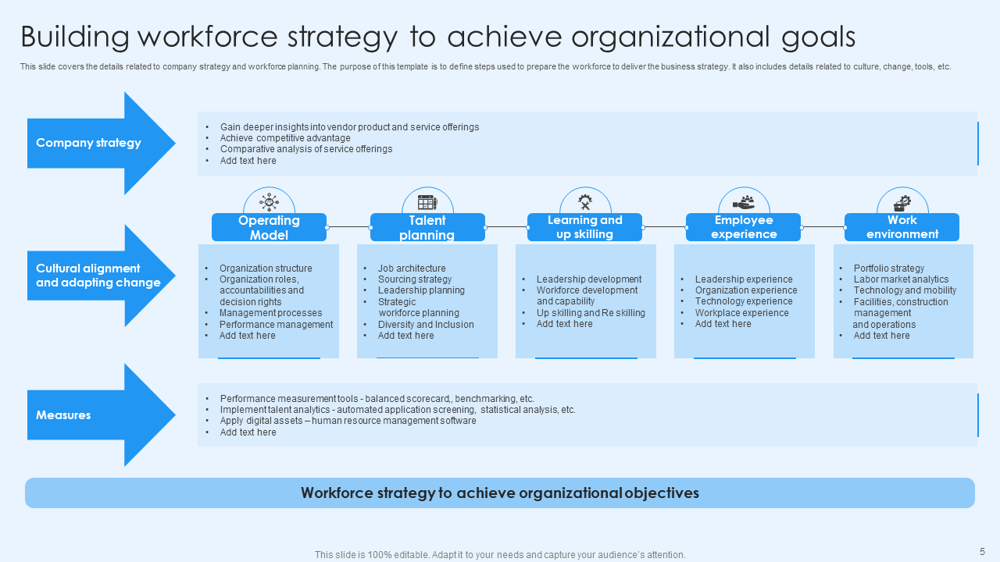 Building workforce strategy to achieve organizational goals
This slide covers the details related to company strategy and workforce planning. The purpose of this template is to define steps used to prepare the workforce to deliver the business strategy. It also includes details related to culture, change, tools, etc.
Company strategy
• Gain deeper insights into vendor product and service offerings
• Achieve competitive advantage
• Comparative analysis of service offerings
• Add text here
Cultural alignment
and adapting change
Operating
Model
• Organization structure
• Organization roles,
accountabilities and
decision rights
• Management processes
• Performance management
• Add text here
Talent
planning
• Job architecture
• Sourcing strategy
• Leadership planning
• Strategic
workforce planning
• Diversity and Inclusion
• Add text here
Learning and
up skilling
• Leadership development
• Workforce development
and capability
• Up skilling and Re skilling
• Add text here
Employee
experience
• Leadership experience
• Organization experience
• Technology experience
• Workplace experience
• Add text here
Work
environment
• Portfolio strategy
• Labor market analytics
• Technology and mobility
• Facilities, construction
management
and operations
• Add text here
Measures
• Performance measurement tools - balanced scorecard,, benchmarking, etc.
• Implement talent analytics - automated application screening, statistical analysis, etc.
• Apply digital assets – human resource management software
• Add text here
Workforce strategy to achieve organizational objectives
This slide is 100% editable. Adapt it to your needs and capture your audience's attention.
5